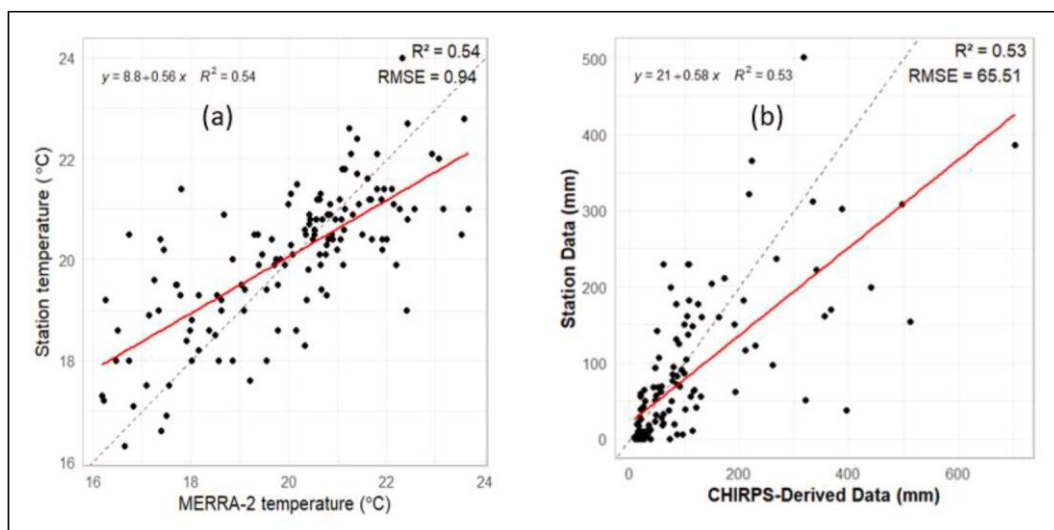 R² = 0.54
y = 8.8+0.56 x R² = 0.54
RMSE = 0.94
(a)
24
22
20
18
16
Station temperature (°C)
16 18 20 22 24
MERRA-2 temperature (°C)
R² = 0.53
y = 21+0.58 x R² = 0.53
RMSE = 65.51
(b)
500
400
300
200
100
0
Station Data (mm)
0 200 400 600
CHIRPS-Derived Data (mm)